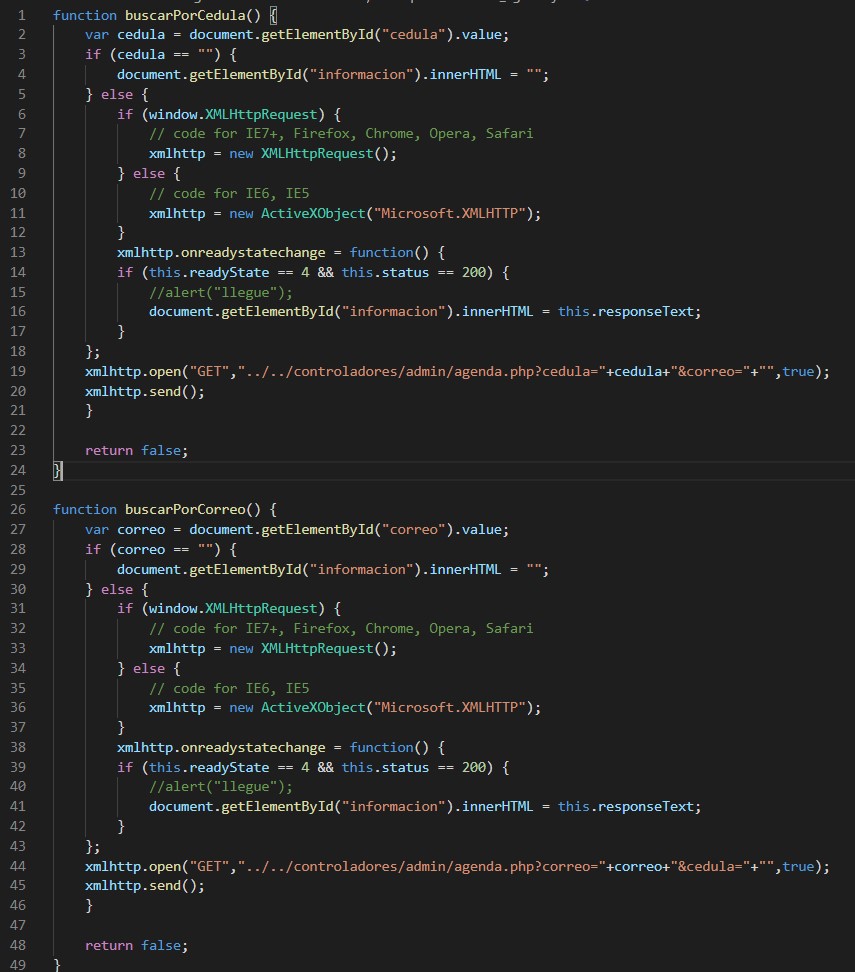 1 function buscarPorCedula() {
2 var cedula = document.getElementById("cedula").value;
3 if (cedula == "") {
4 document.getElementById("informacion").innerHTML = "";
5 } else {
6 if (window.XMLHttpRequest) {
7 // code for IE7+, Firefox, Chrome, Opera, Safari
8 xmlhttp = new XMLHttpRequest();
9 } else {
10 // code for IE6, IE5
11 xmlhttp = new ActiveXObject("Microsoft.XMLHTTP");
12 }
13 xmlhttp.onreadystatechange = function() {
14 if (this.readyState == 4 && this.status == 200) {
15 //alert("llegue");
16 document.getElementById("informacion").innerHTML = this.responseText;
17 }
18 };
19 xmlhttp.open("GET","../../controladores/admin/agenda.php?cedula="+cedula+"&correo="+"",true);
20 xmlhttp.send();
21 }
22
23 return false;
24 }
25
26 function buscarPorCorreo() {
27 var correo = document.getElementById("correo").value;
28 if (correo == "") {
29 document.getElementById("informacion").innerHTML = "";
30 } else {
31 if (window.XMLHttpRequest) {
32 // code for IE7+, Firefox, Chrome, Opera, Safari
33 xmlhttp = new XMLHttpRequest();
34 } else {
35 // code for IE6, IE5
36 xmlhttp = new ActiveXObject("Microsoft.XMLHTTP");
37 }
38 xmlhttp.onreadystatechange = function() {
39 if (this.readyState == 4 && this.status == 200) {
40 //alert("llegue");
41 document.getElementById("informacion").innerHTML = this.responseText;
42 }
43 };
44 xmlhttp.open("GET","../../controladores/admin/agenda.php?correo="+correo+"&cedula="+"",true);
45 xmlhttp.send();
46 }
47
48 return false;
49 }